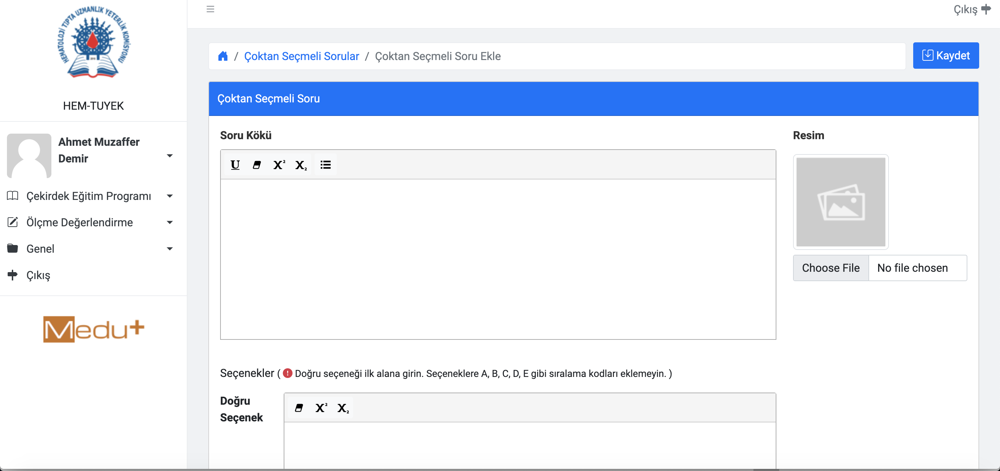 HEMATOLOJİ TIPTA UZMANLIK YETERLİK KOMİSYONU
2010
HEM-TUYEK
Ahmet Muzaffer
Demir
Çekirdek Eğitim Programı
Ölçme Değerlendirme
Genel
Çıkış
Medu+
Çıkış
/ Çoktan Seçmeli Sorular / Çoktan Seçmeli Soru Ekle
Kaydet
Çoktan Seçmeli Soru
Soru Kökü
U X² X₂
Resim
Choose File No file chosen
Seçenekler ( ! Doğru seçeneği ilk alana girin. Seçeneklere A, B, C, D, E gibi sıralama kodları eklemeyin. )
Doğru
Seçenek
X² X₂